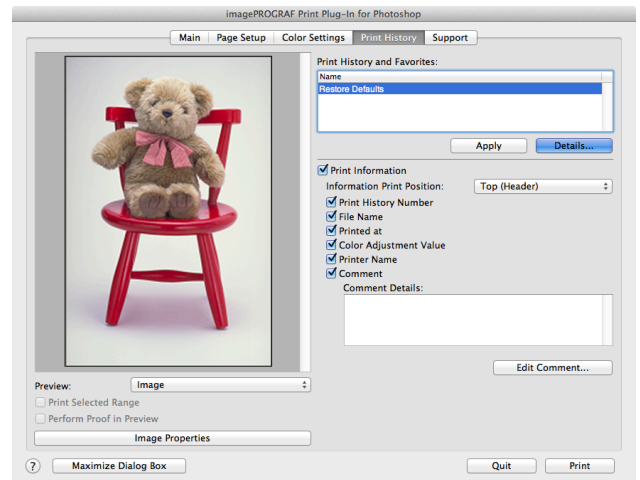 imagePROGRAF Print Plug-In for Photoshop
Main Page Setup Color Settings Print History Support
Print History and Favorites:
Name
Restore Defaults
Apply Details...
Print Information
Information Print Position: Top (Header)
Print History Number
File Name
Printed at
Color Adjustment Value
Printer Name
Comment
Comment Details:
Edit Comment...
Preview: Image
Print Selected Range
Perform Proof in Preview
Image Properties
? Maximize Dialog Box Quit Print